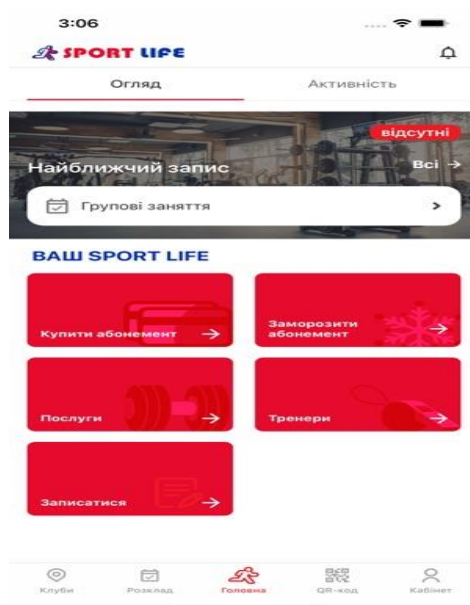 3:06
SPORT LIFE
Огляд
Активність
відсутні
Найближчий запис
Всі →
Групові заняття
ВАШ SPORT LIFE
Купити абонемент
Заморозити
абонемент
Послуги
Тренери
Записатися
Клуби
Розклад
Головна
QR-код
Кабінет